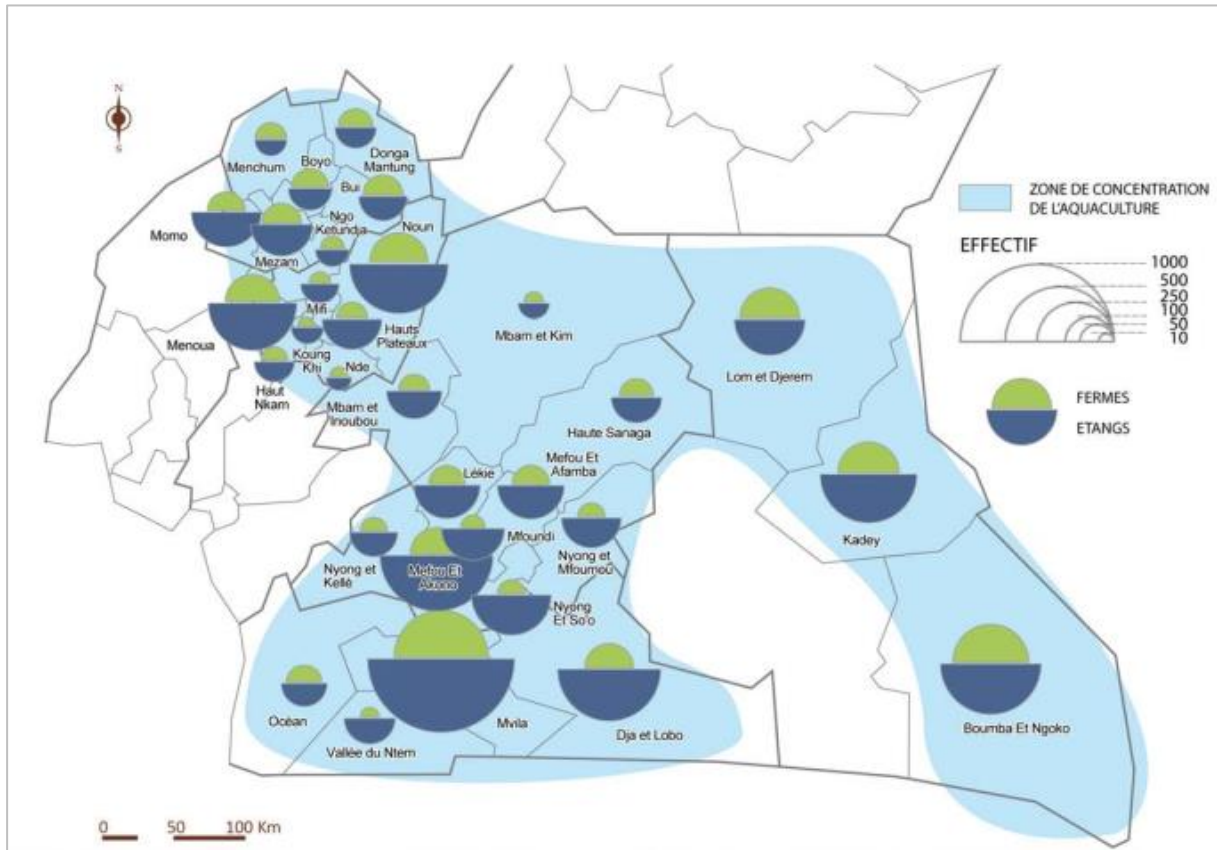 N
S
Menchum
Boyo
Donga
Mantung
Bui
Momo
Ngo
Ketundja
Noun
Mezam
Mifi
Hauts
Plateaux
Menoua
Koung
Khi
Nde
Haut
Nkam
Mbam et
Inoubou
Mbam et Kim
Lom et Djerem
Haute Sanaga
Mefou Et
Afamba
Lékie
Mfoundi
Nyong et
Mfoumoû
Nyong et
Kellé
Mefou Et
Akono
Nyong
Et So'o
Kadey
Océan
Vallée du Ntem
Mvila
Dja et Lobo
Boumba Et Ngoko
ZONE DE CONCENTRATION
DE L'AQUACULTURE
EFFECTIF
1000
500
250
100
50
10
FERMES
ETANGS
0 50 100 Km